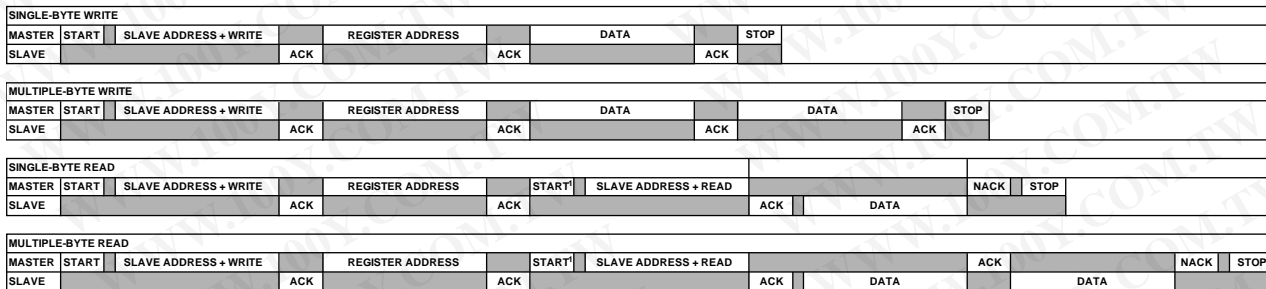 SINGLE-BYTE WRITE
MASTER START SLAVE ADDRESS + WRITE REGISTER ADDRESS DATA STOP
SLAVE ACK ACK ACK
MULTIPLE-BYTE WRITE
MASTER START SLAVE ADDRESS + WRITE REGISTER ADDRESS DATA DATA STOP
SLAVE ACK ACK ACK ACK
SINGLE-BYTE READ
MASTER START SLAVE ADDRESS + WRITE REGISTER ADDRESS START¹ SLAVE ADDRESS + READ NACK STOP
SLAVE ACK ACK ACK DATA
MULTIPLE-BYTE READ
MASTER START SLAVE ADDRESS + WRITE REGISTER ADDRESS START¹ SLAVE ADDRESS + READ ACK NACK STOP
SLAVE ACK ACK ACK DATA DATA
WWW.100Y.COM.TW